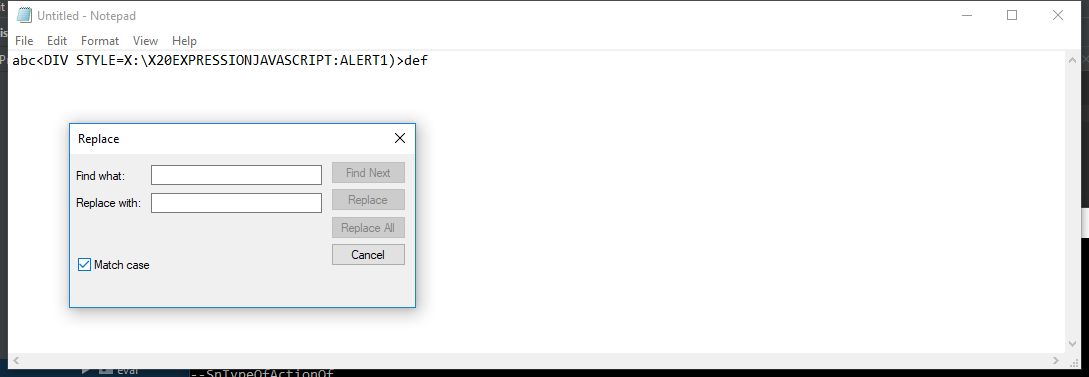 Untitled - Notepad
File Edit Format View Help
abc<DIV STYLE=X:\X20EXPRESSIONJAVASCRIPT:ALERT1)>def
Replace
Find what: Find Next
Replace with: Replace
Replace All
Cancel
Match case
eval
--SpTypeOfActionOf